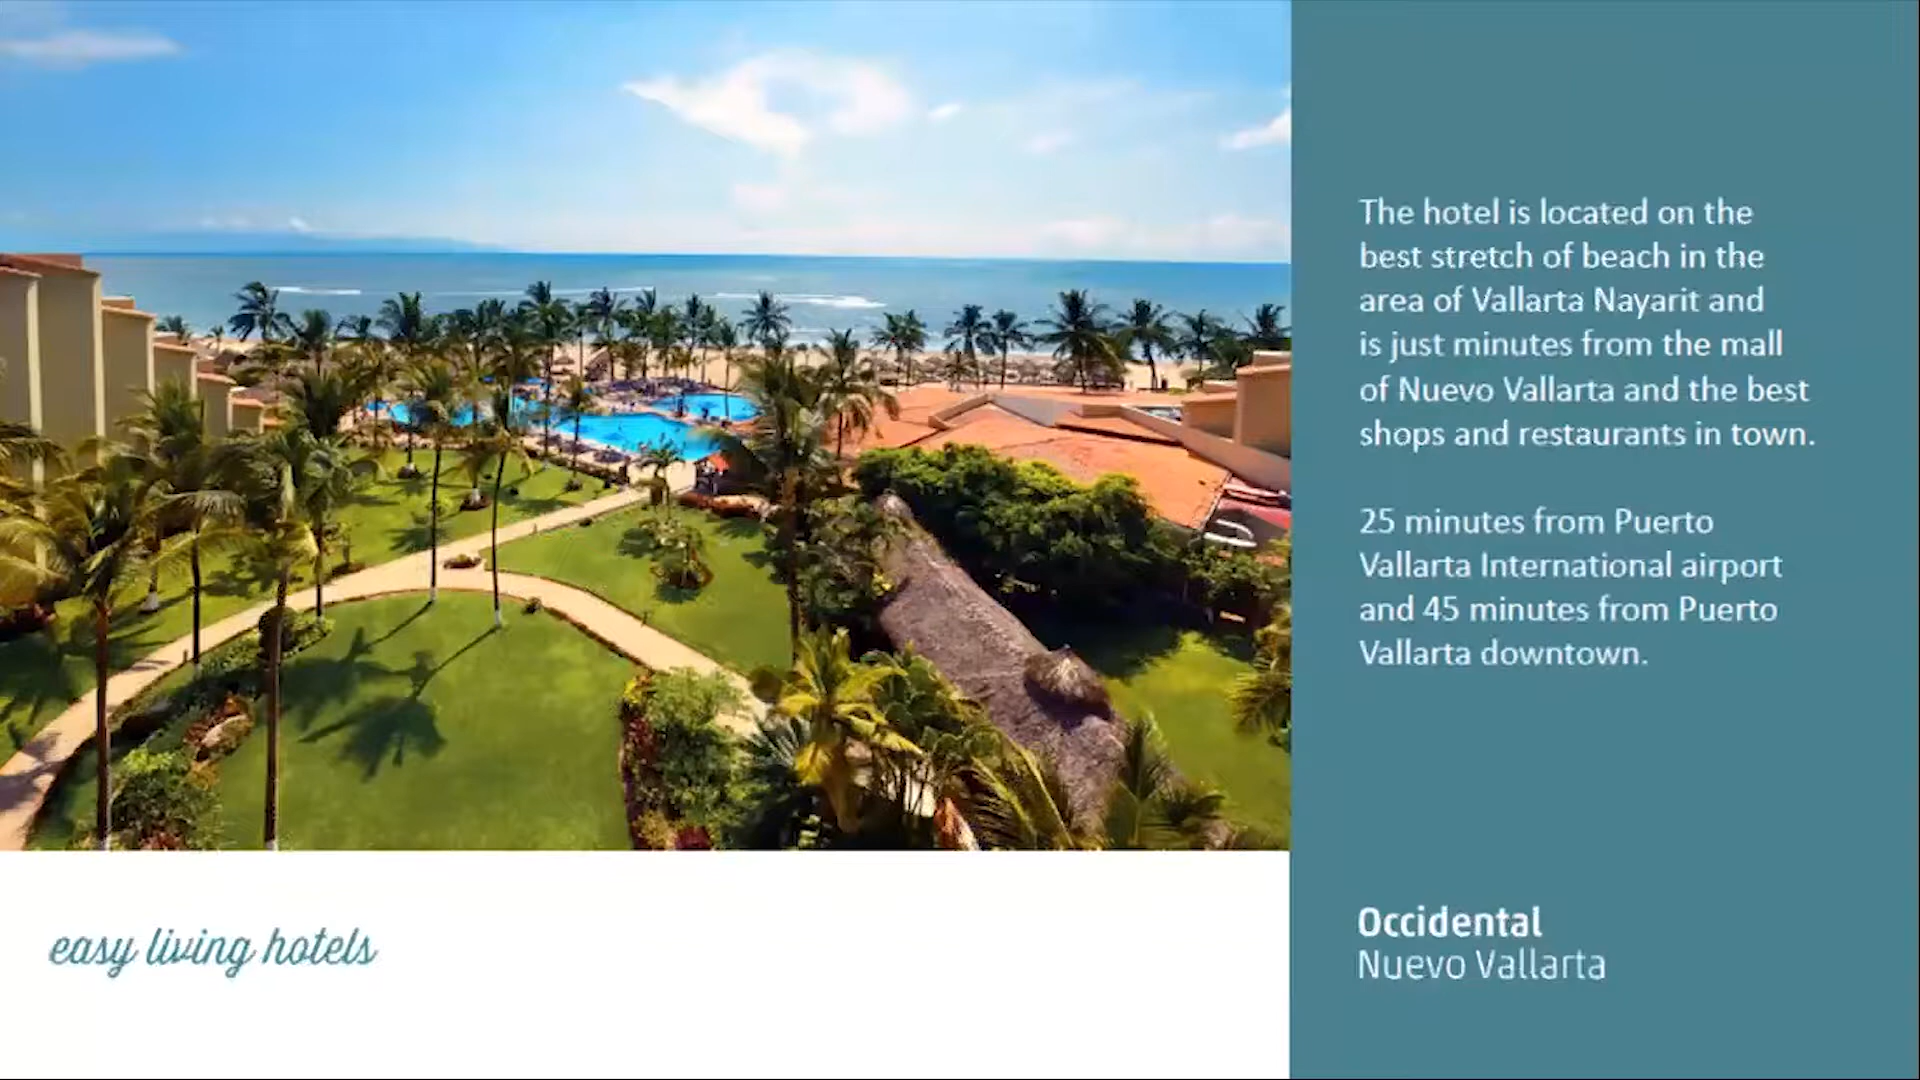 The hotel is located on the
best stretch of beach in the
area of Vallarta Nayarit and
is just minutes from the mall
of Nuevo Vallarta and the best
shops and restaurants in town.
25 minutes from Puerto
Vallarta International airport
and 45 minutes from Puerto
Vallarta downtown.
easy living hotels
Occidental
Nuevo Vallarta